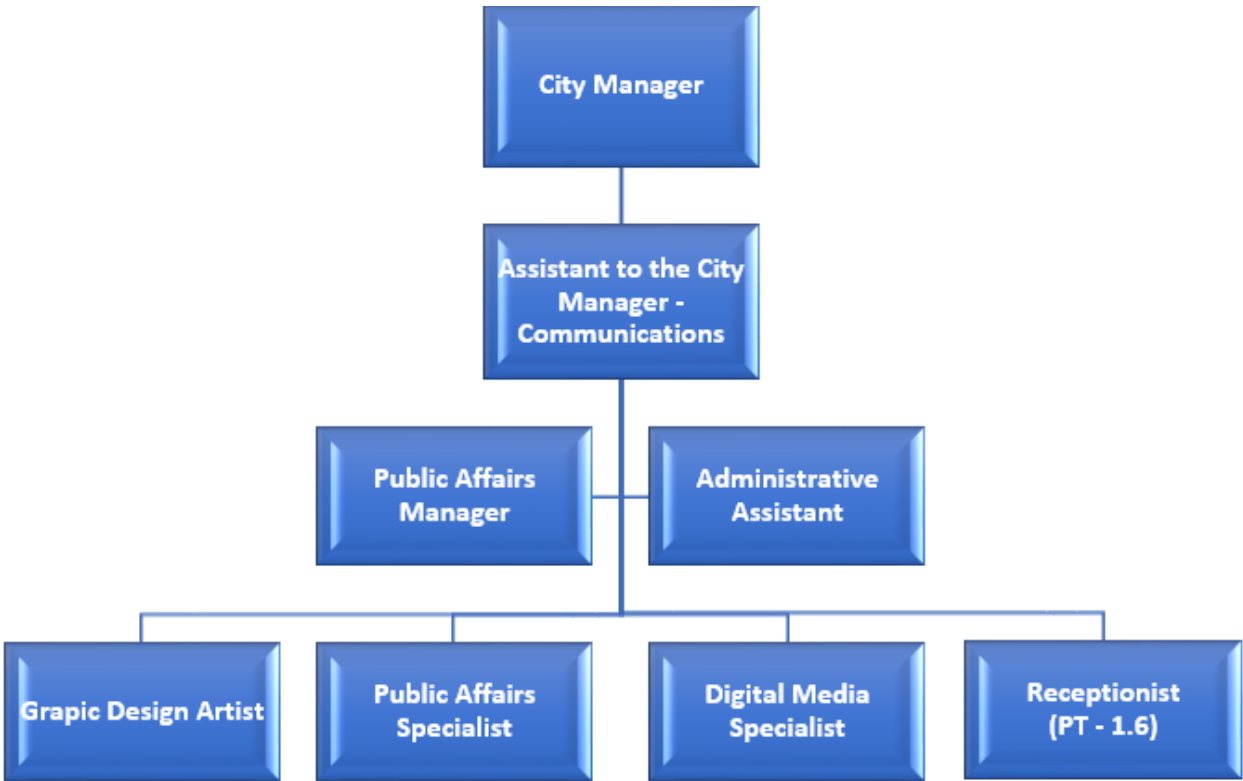 City Manager
Assistant to the City
Manager -
Communications
Public Affairs
Manager
Administrative
Assistant
Grapic Design Artist
Public Affairs
Specialist
Digital Media
Specialist
Receptionist
(PT - 1.6)